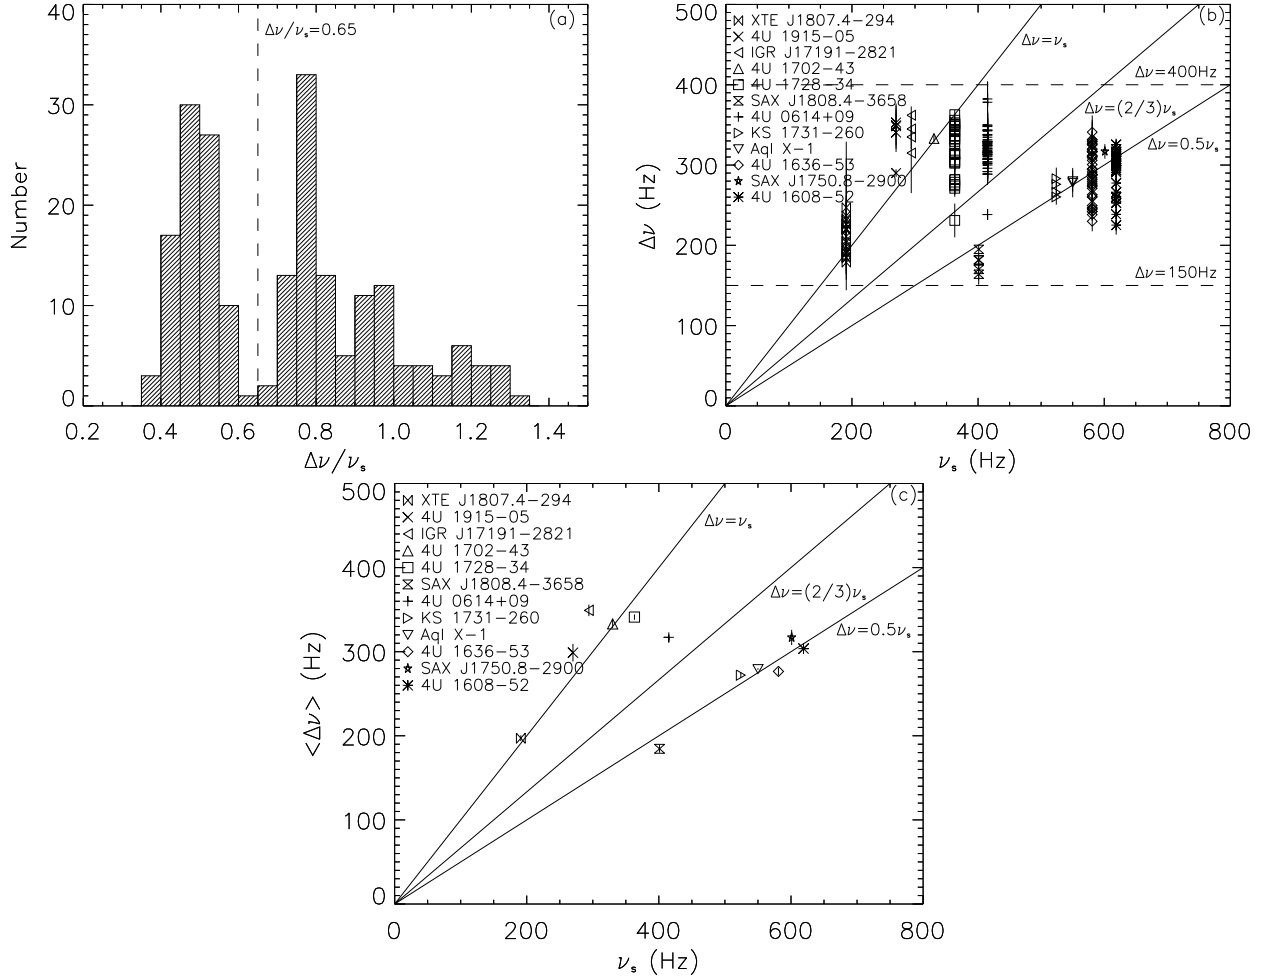 (a)
Δν/νs=0.65
Number
40
30
20
10
0
0.2 0.4 0.6 0.8 1.0 1.2 1.4
Δν/νs
(b)
XTE J1807.4−294
4U 1915−05
IGR J17191−2821
4U 1702−43
4U 1728−34
SAX J1808.4−3658
4U 0614+09
KS 1731−260
Aql X−1
4U 1636−53
SAX J1750.8−2900
4U 1608−52
Δν=νs
Δν=400Hz
Δν=(2/3)νs
Δν=0.5νs
Δν=150Hz
Δν (Hz)
500
400
300
200
100
0
0 200 400 600 800
νs (Hz)
(c)
XTE J1807.4−294
4U 1915−05
IGR J17191−2821
4U 1702−43
4U 1728−34
SAX J1808.4−3658
4U 0614+09
KS 1731−260
Aql X−1
4U 1636−53
SAX J1750.8−2900
4U 1608−52
Δν=νs
Δν=(2/3)νs
Δν=0.5νs
<Δν> (Hz)
500
400
300
200
100
0
0 200 400 600 800
νs (Hz)